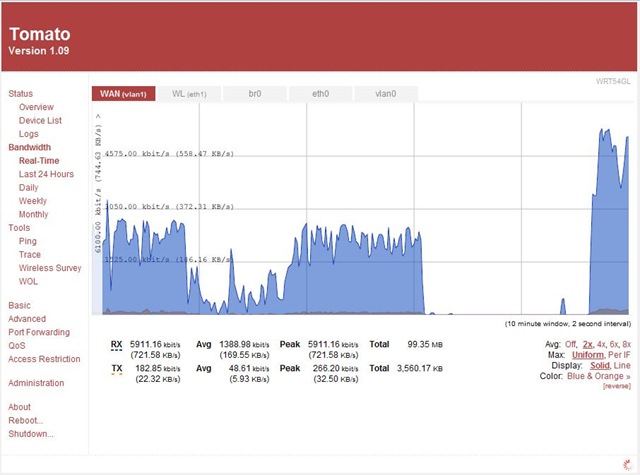 Tomato
Version 1.09
WRT54GL
Status
Overview
Device List
Logs
Bandwidth
Real-Time
Last 24 Hours
Daily
Weekly
Monthly
Tools
Ping
Trace
Wireless Survey
WOL
Basic
Advanced
Port Forwarding
QoS
Access Restriction
Administration
About
Reboot...
Shutdown...
WAN (vlan1) WL (eth1) br0 eth0 vlan0
6100.00 kbit/s (744.63 KB/s) >
4575.00 kbit/s (558.47 KB/s)
3050.00 kbit/s (372.31 KB/s)
1525.00 kbit/s (186.16 KB/s)
(10 minute window, 2 second interval)
RX 5911.16 kbit/s Avg 1388.98 kbit/s Peak 5911.16 kbit/s Total 99.35 MB
(721.58 KB/s) (169.55 KB/s) (721.58 KB/s)
TX 182.85 kbit/s Avg 48.61 kbit/s Peak 266.20 kbit/s Total 3,560.17 KB
(22.32 KB/s) (5.93 KB/s) (32.50 KB/s)
Avg: Off, 2x, 4x, 6x, 8x
Max: Uniform, Per IF
Display: Solid, Line
Color: Blue & Orange »
[reverse]